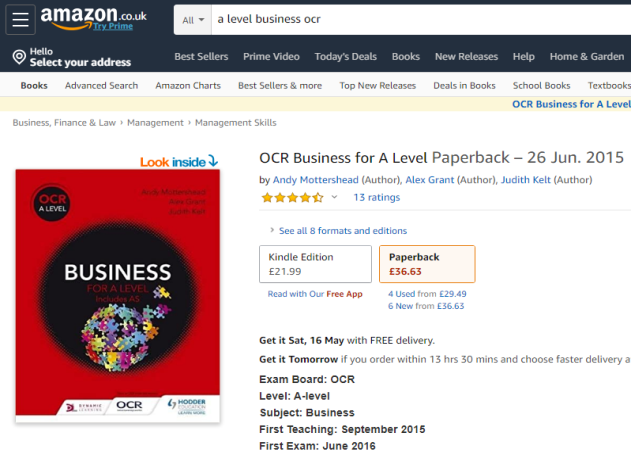 amazon.co.uk
Try Prime
All
a level business ocr
Hello
Select your address
Best Sellers Prime Video Today's Deals Books New Releases Help Home & Garden
Books Advanced Search Amazon Charts Best Sellers & more Top New Releases Deals in Books School Books Textbooks
OCR Business for A Level
Business, Finance & Law › Management › Management Skills
Look inside
OCR
A LEVEL
Andy Mottershead
Alex Grant
Judith Kelt
BUSINESS
FOR A LEVEL
Includes AS
DYNAMIC
LEARNING
OCR
HODDER
EDUCATION
LEARN MORE
OCR Business for A Level Paperback – 26 Jun. 2015
by Andy Mottershead (Author), Alex Grant (Author), Judith Kelt (Author)
13 ratings
› See all 8 formats and editions
Kindle Edition
£21.99
Paperback
£36.63
Read with Our Free App
4 Used from £29.49
6 New from £36.63
Get it Sat, 16 May with FREE delivery.
Get it Tomorrow if you order within 13 hrs 30 mins and choose faster delivery a
Exam Board: OCR
Level: A-level
Subject: Business
First Teaching: September 2015
First Exam: June 2016